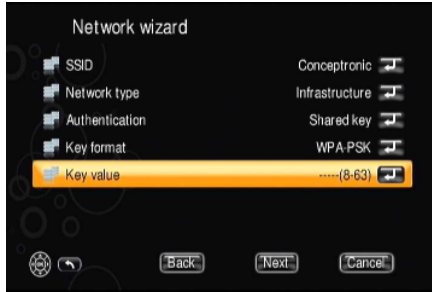 Network wizard
SSID Conceptronic
Network type Infrastructure
Authentication Shared key
Key format WPA-PSK
Key value -----(8-63)
OK Back Next Cancel